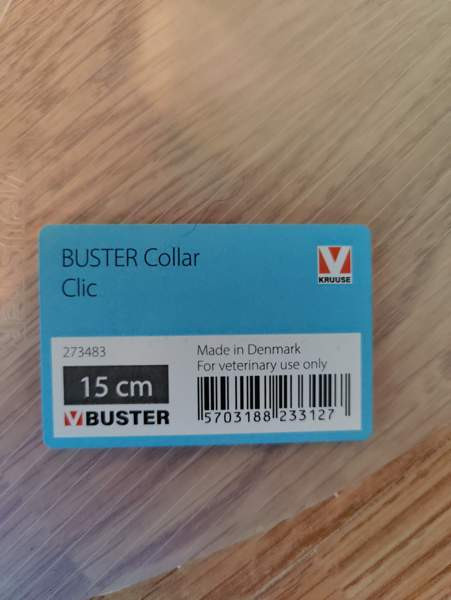 BUSTER Collar
Clic
KRUUSE
273483
15 cm
BUSTER
Made in Denmark
For veterinary use only
5703188 233127